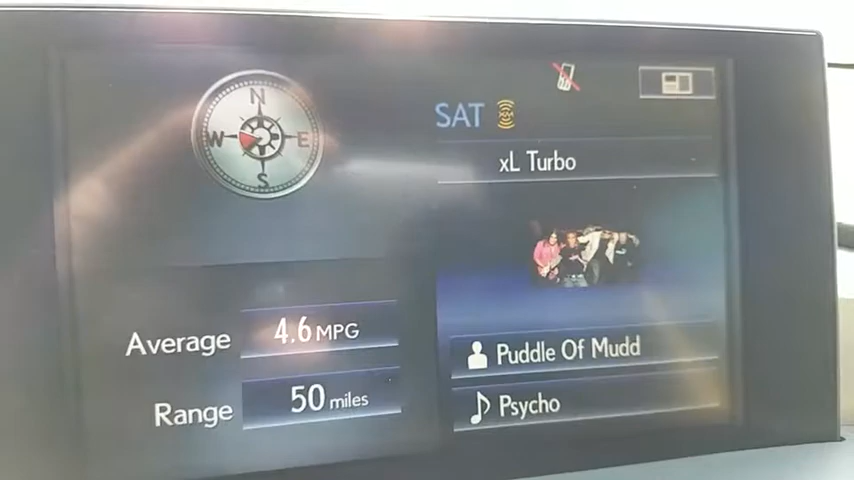 N
W E
S
SAT
xL Turbo
Average 4.6 MPG
Range 50 miles
Puddle Of Mudd
Psycho